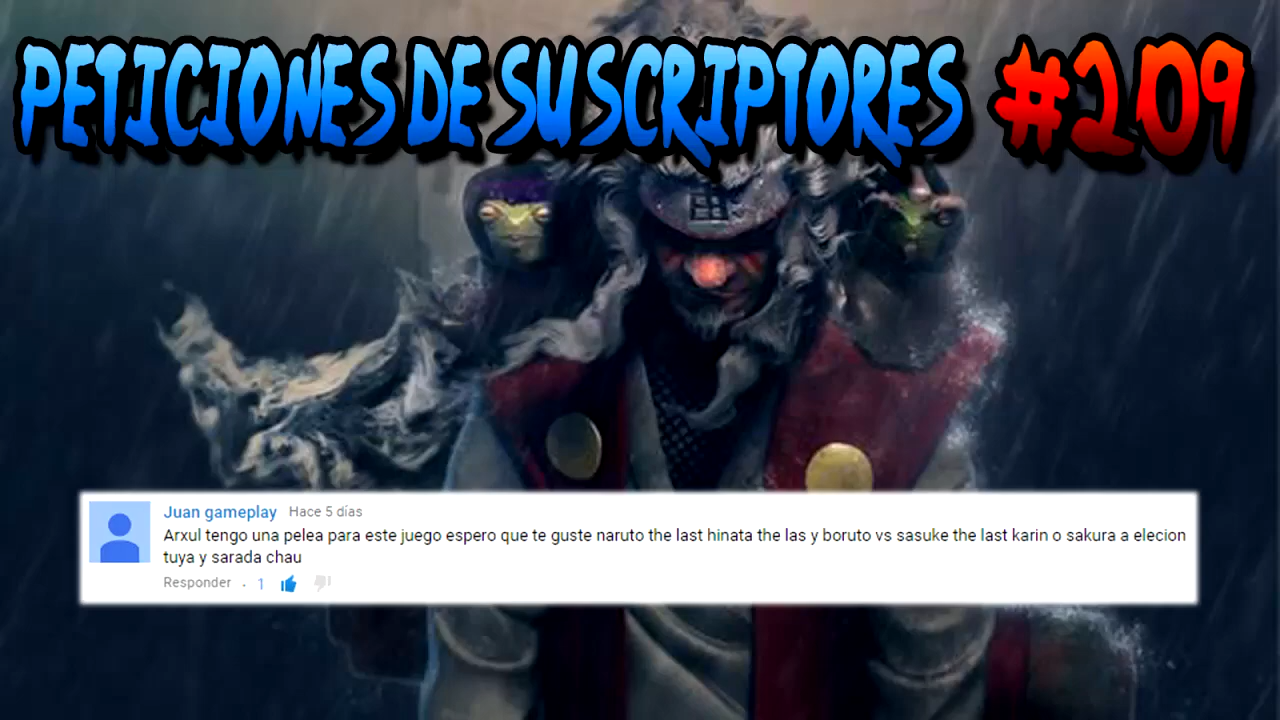 PETICIONES DE SUSCRIPTORES #209
Juan gameplay Hace 5 días
Arxul tengo una pelea para este juego espero que te guste naruto the last hinata the las y boruto vs sasuke the last karin o sakura a elecion
tuya y sarada chau
Responder · 1